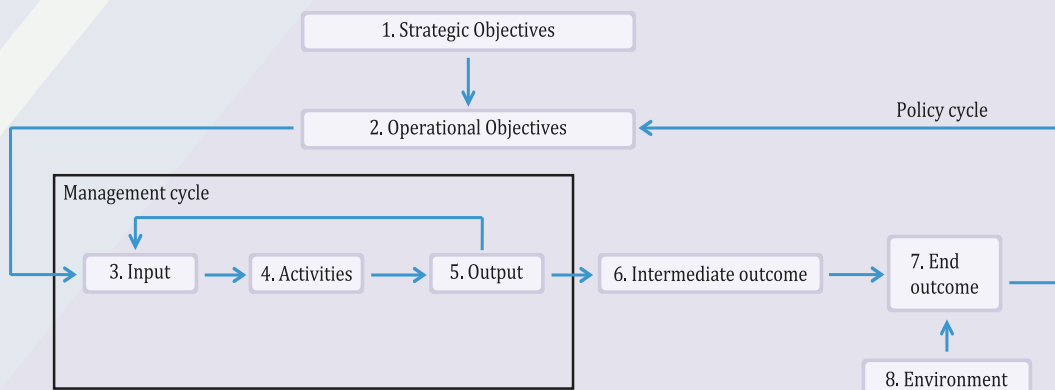 1. Strategic Objectives
2. Operational Objectives
Policy cycle
Management cycle
3. Input
4. Activities
5. Output
6. Intermediate outcome
7. End
outcome
8. Environment